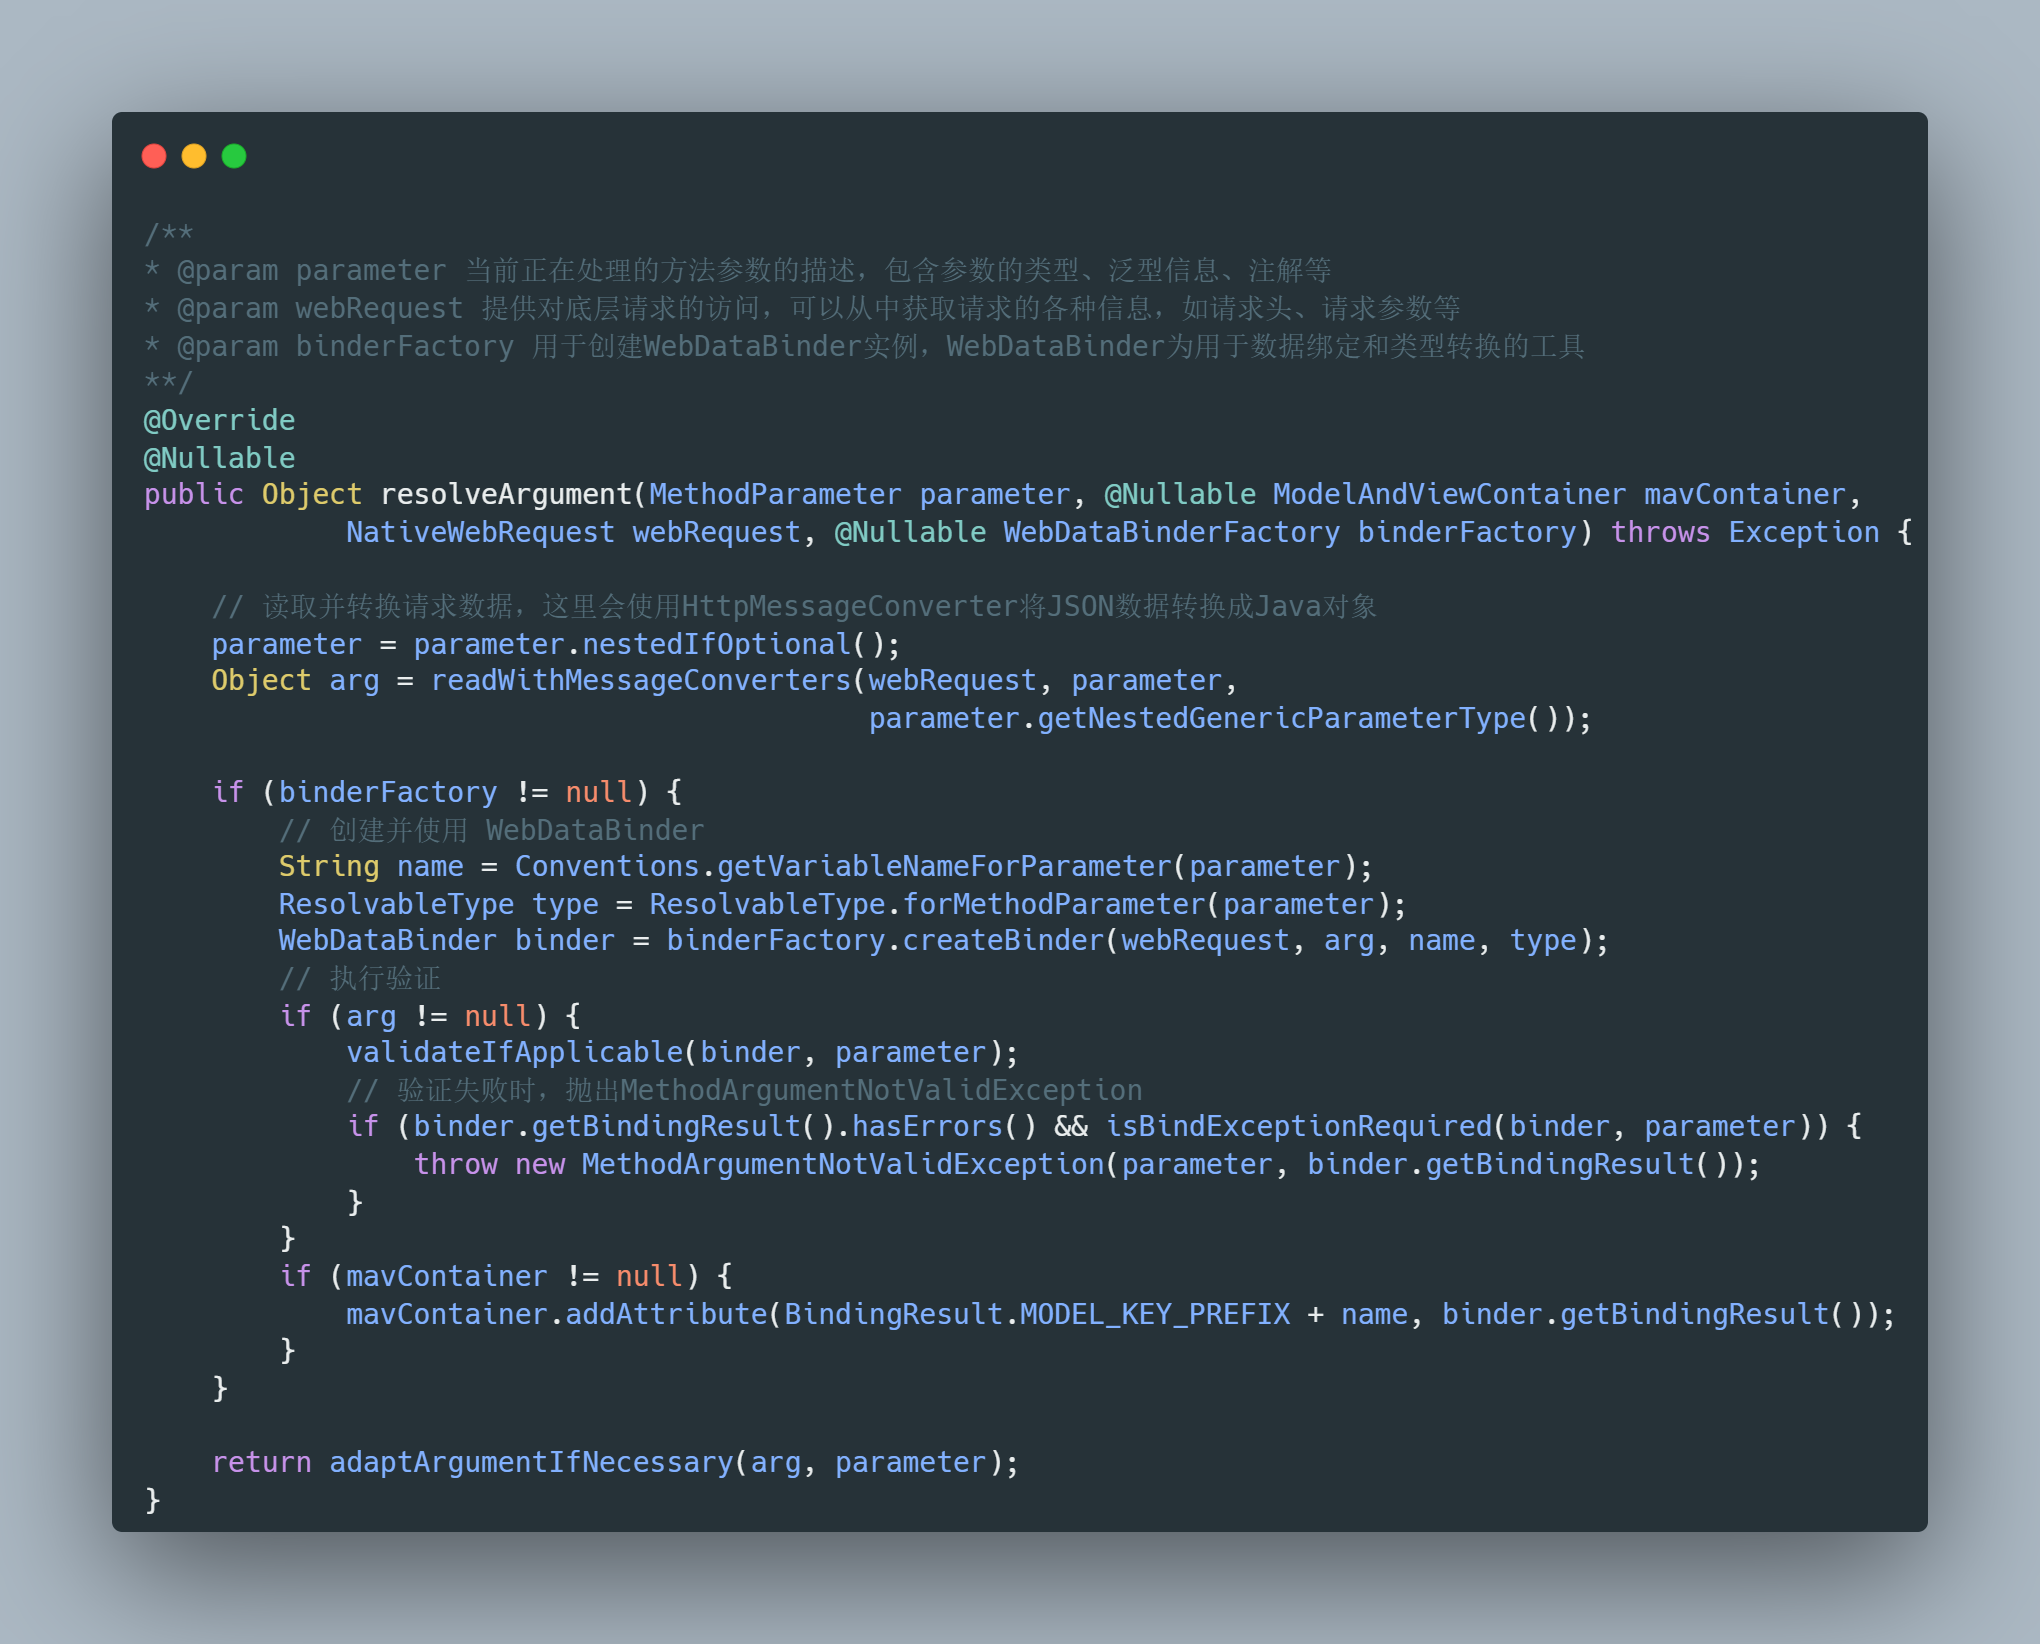 /**
* @param parameter 当前正在处理的方法参数的描述，包含参数的类型、泛型信息、注解等
* @param webRequest 提供对底层请求的访问，可以从中获取请求的各种信息，如请求头、请求参数等
* @param binderFactory 用于创建WebDataBinder实例，WebDataBinder为用于数据绑定和类型转换的工具
**/
@Override
@Nullable
public Object resolveArgument(MethodParameter parameter, @Nullable ModelAndViewContainer mavContainer,
            NativeWebRequest webRequest, @Nullable WebDataBinderFactory binderFactory) throws Exception {

    // 读取并转换请求数据，这里会使用HttpMessageConverter将JSON数据转换成Java对象
    parameter = parameter.nestedIfOptional();
    Object arg = readWithMessageConverters(webRequest, parameter,
                                           parameter.getNestedGenericParameterType());

    if (binderFactory != null) {
        // 创建并使用 WebDataBinder
        String name = Conventions.getVariableNameForParameter(parameter);
        ResolvableType type = ResolvableType.forMethodParameter(parameter);
        WebDataBinder binder = binderFactory.createBinder(webRequest, arg, name, type);
        // 执行验证
        if (arg != null) {
            validateIfApplicable(binder, parameter);
            // 验证失败时，抛出MethodArgumentNotValidException
            if (binder.getBindingResult().hasErrors() && isBindExceptionRequired(binder, parameter)) {
                throw new MethodArgumentNotValidException(parameter, binder.getBindingResult());
            }
        }
        if (mavContainer != null) {
            mavContainer.addAttribute(BindingResult.MODEL_KEY_PREFIX + name, binder.getBindingResult());
        }
    }

    return adaptArgumentIfNecessary(arg, parameter);
}